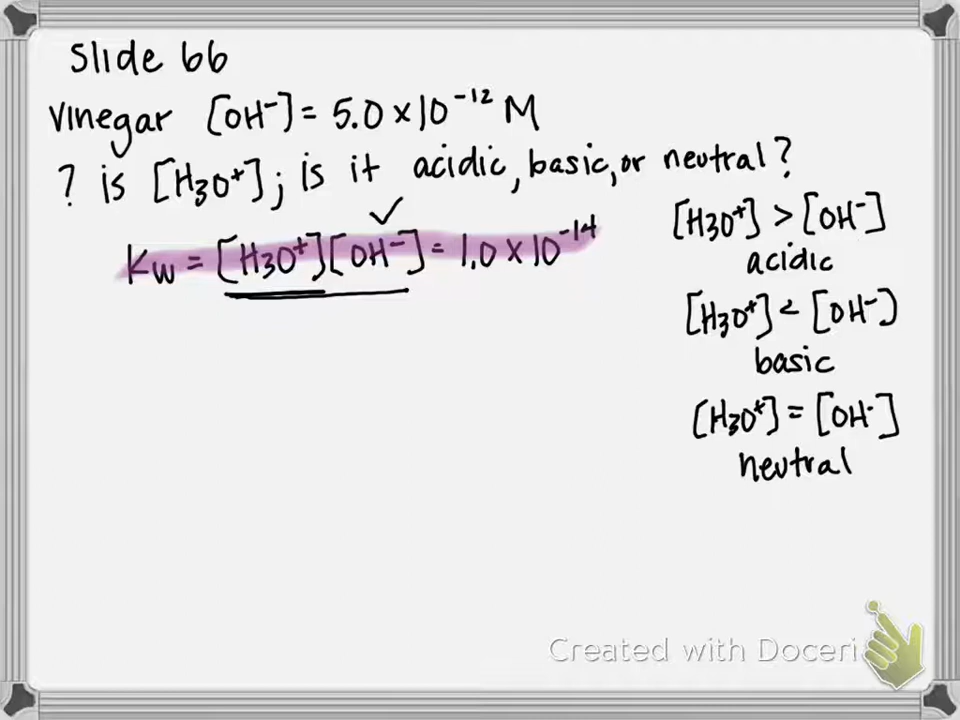 Slide 66
Vinegar [OH⁻] = 5.0 × 10⁻¹² M
? is [H₃O⁺]; is it acidic, basic, or neutral?
✓
Kw = [H₃O⁺][OH⁻] = 1.0 × 10⁻¹⁴
[H₃O⁺] > [OH⁻]
acidic
[H₃O⁺] < [OH⁻]
basic
[H₃O⁺] = [OH⁻]
neutral
Created with Doceri